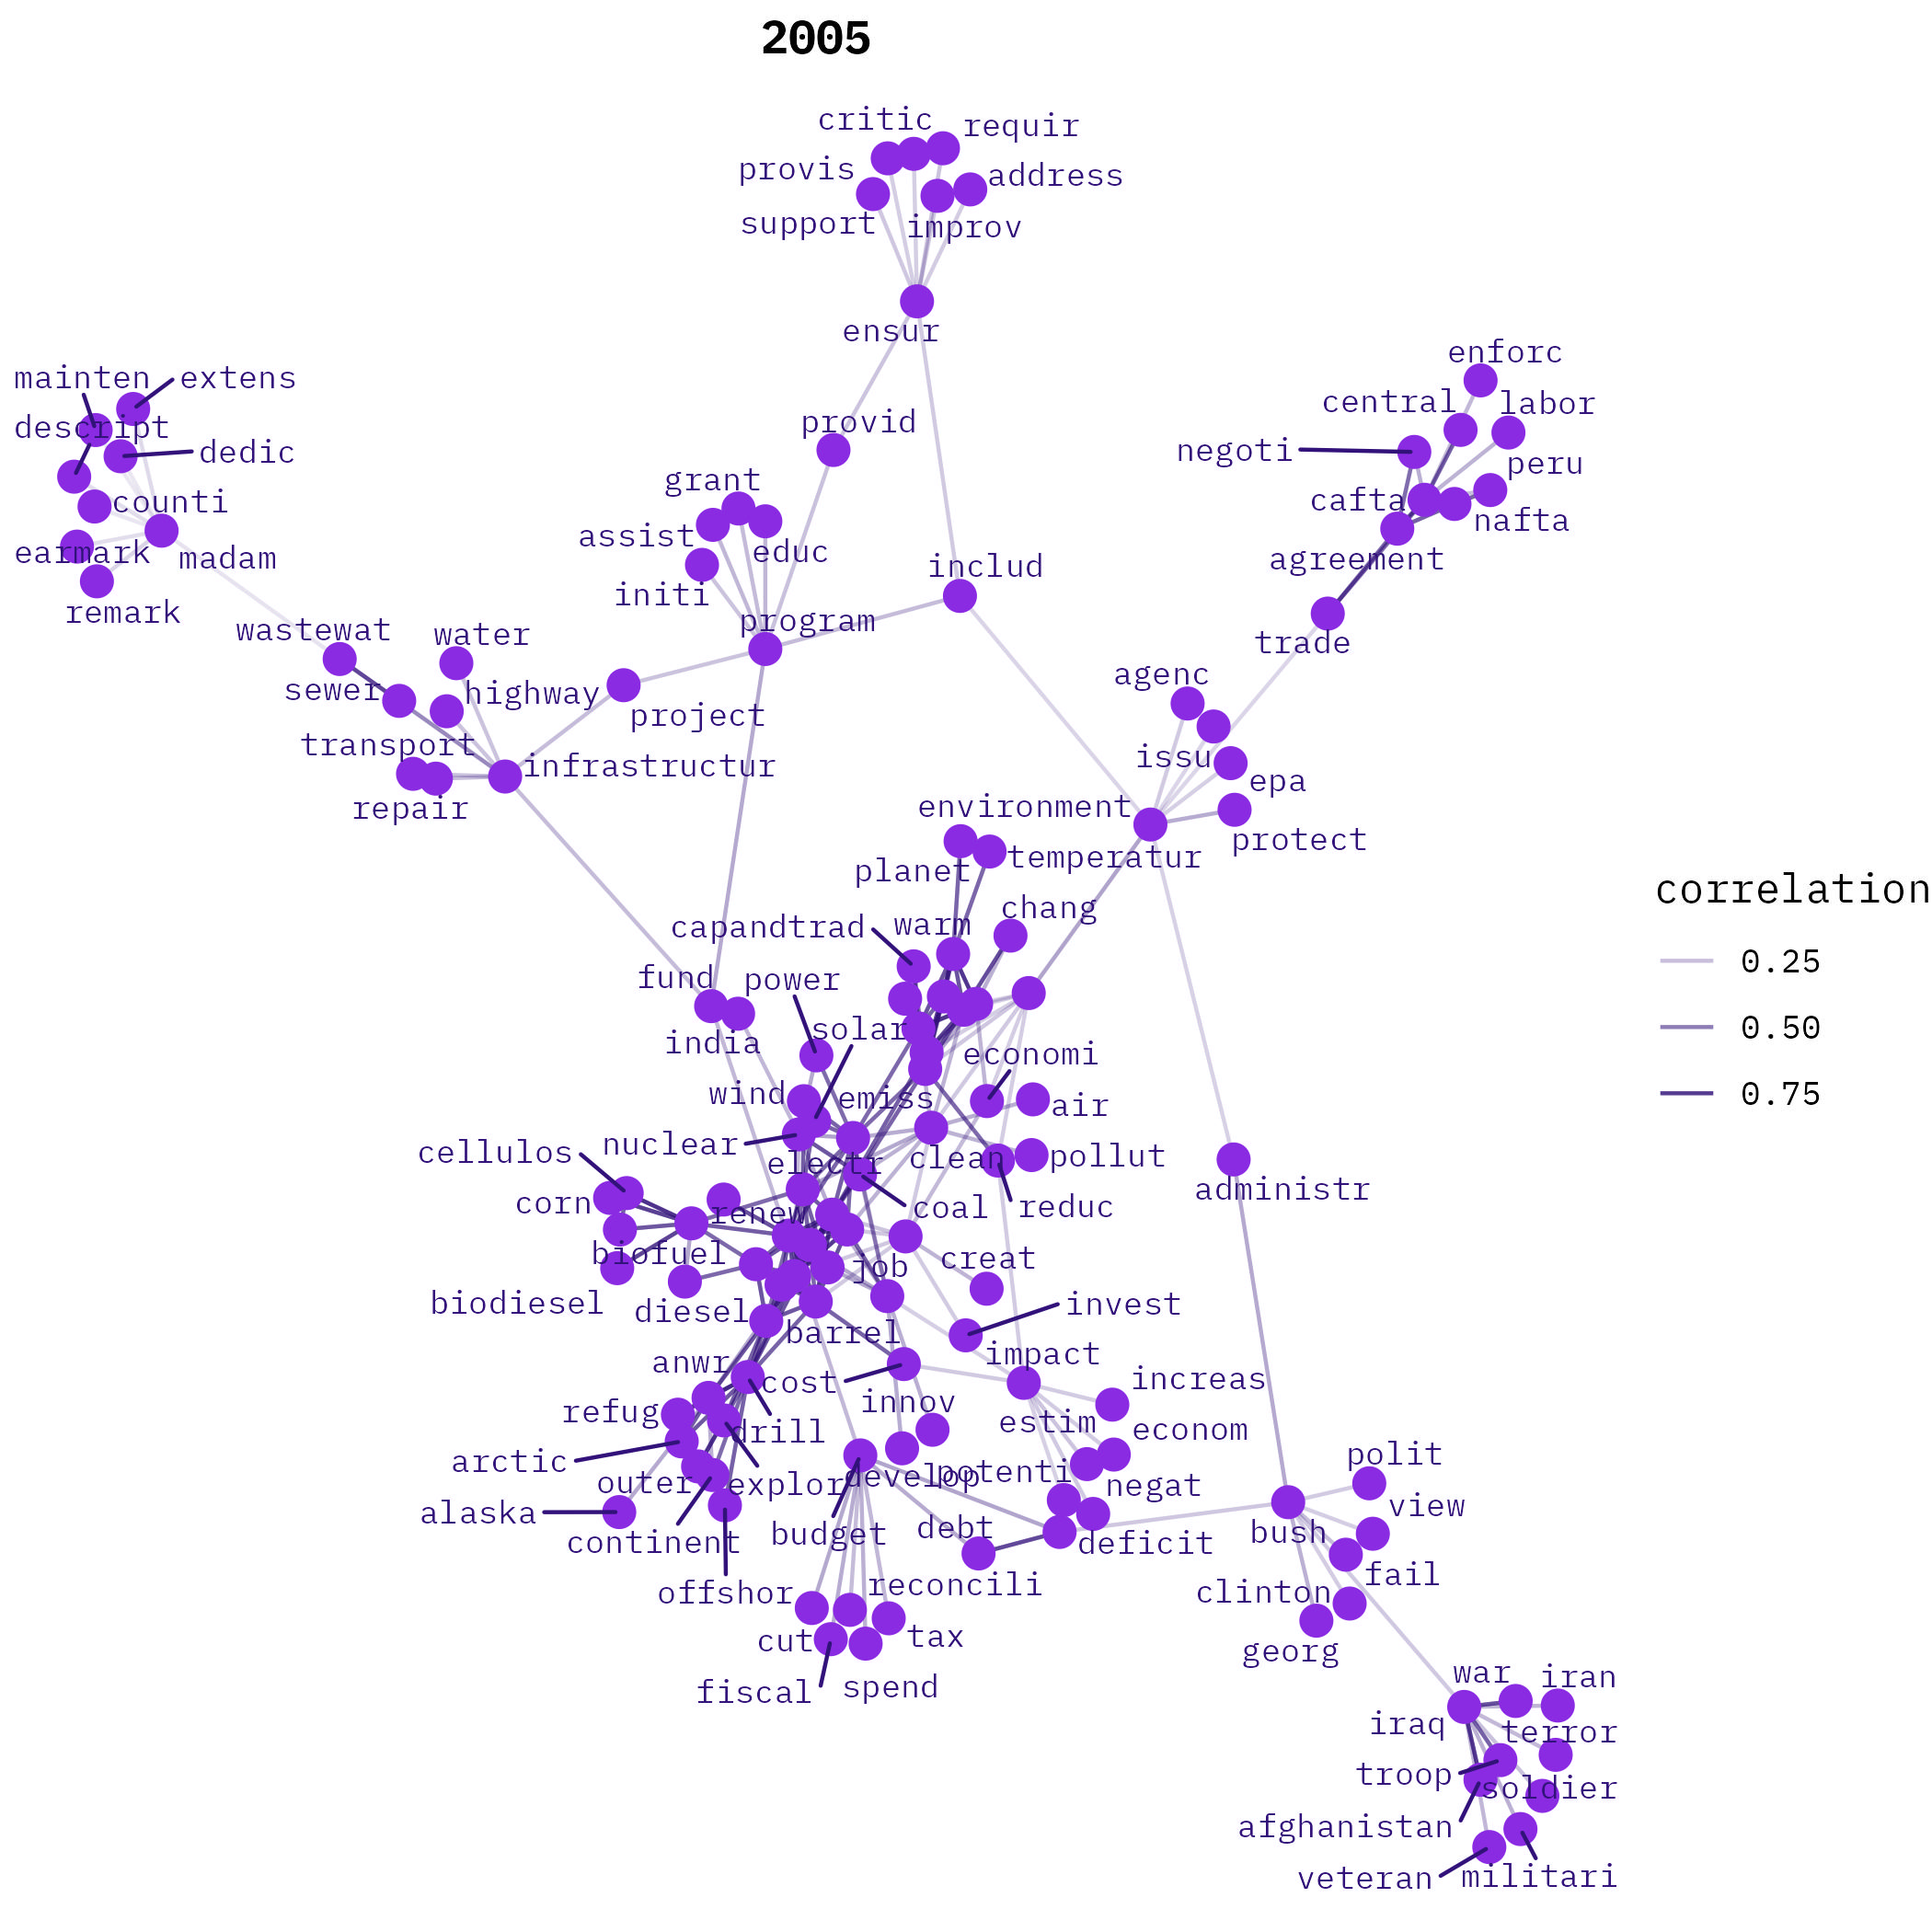 2005
critic
requir
provis
address
support
improv
ensur
enforc
mainten
extens
central
labor
provid
descript
dedic
negoti
peru
grant
cafta
counti
nafta
assist
educ
earmark
madam
agreement
includ
initi
remark
program
wastewat
water
trade
sewer
highway
agenc
project
transport
issu
infrastructur
epa
repair
environment
protect
planet
temperatur
correlation
chang
capandtrad
warm
0.25
fund
power
solar
0.50
india
economi
wind
emiss
air
0.75
nuclear
cellulos
electr
clean
pollut
administr
corn
renew
coal
reduc
biofuel
job
creat
biodiesel
diesel
invest
barrel
anwr
impact
cost
increas
refug
innov
estim
drill
econom
arctic
polit
outer
explor
develop
potenti
negat
alaska
view
continent
budget
debt
deficit
bush
offshor
reconcili
fail
clinton
cut
tax
georg
fiscal
spend
war
iran
iraq
terror
troop
soldier
afghanistan
veteran
militari